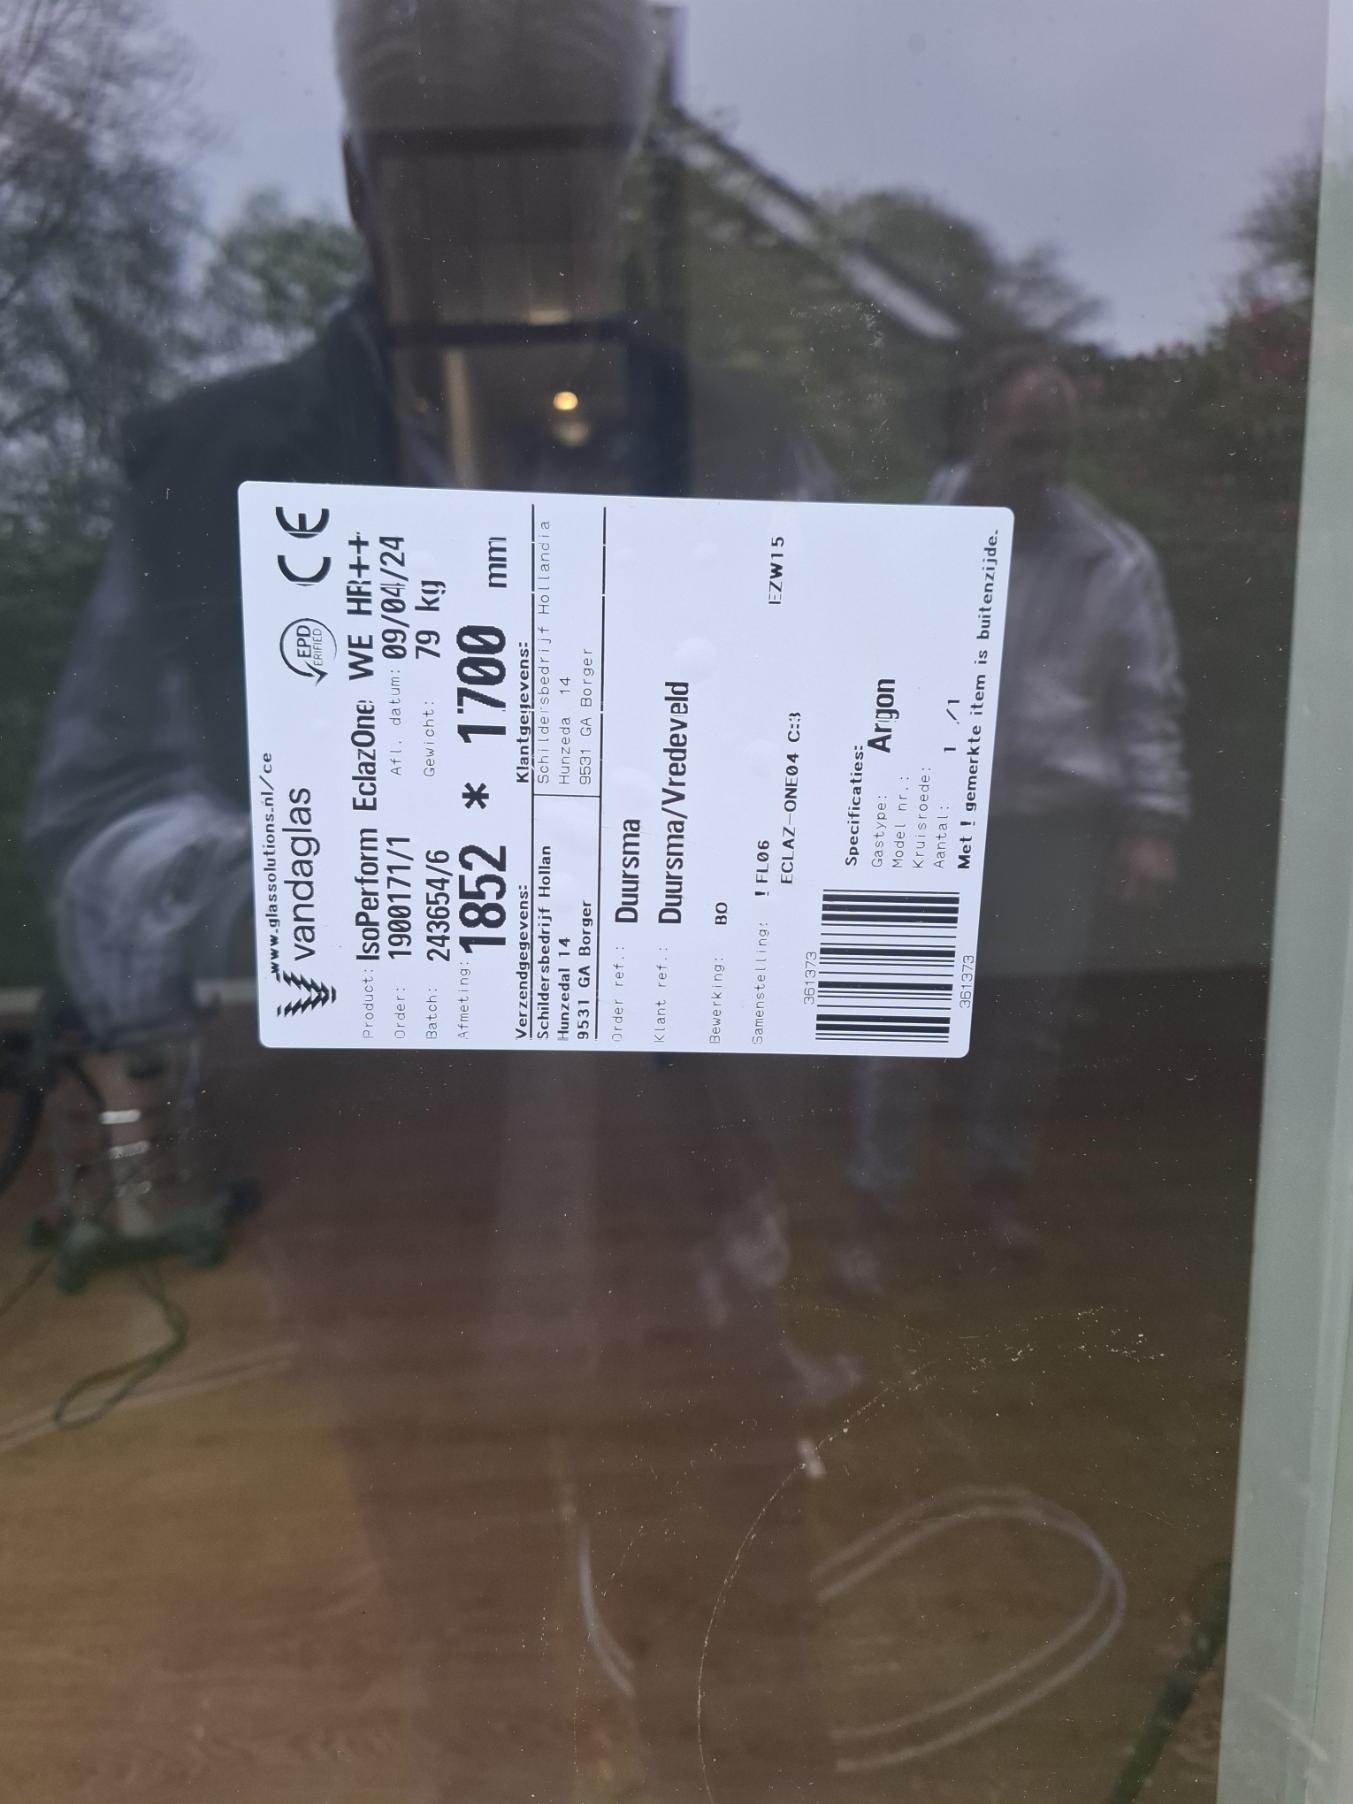 www.glassolutions.nl/ce
vandaglas
EPD
VERIFIED
CE
Product: IsoPerform EclazOne WE HR++
Order: 1900171/1 Afl. datum: 09/04/24
Batch: 243654/6 Gewicht: 79 kg
Afmeting: 1852 * 1700 mm
Verzendgegevens: Klantgegevens:
Schildersbedrijf Hollan Schildersbedrijf Hollandia
Hunzedal 14 Hunzeda 14
9531 GA Borger 9531 GA Borger
Order ref.: Duursma
Klant ref.: Duursma/Vredeveld
Bewerking: BO
Samenstelling: ! FL06 EZW15
ECLAZ-ONE04 C:3
361373
Specificaties:
Gastype: Argon
Model nr.:
Kruisroede:
Aantal: 1 /1
361373
Met ! gemerkte item is buitenzijde.